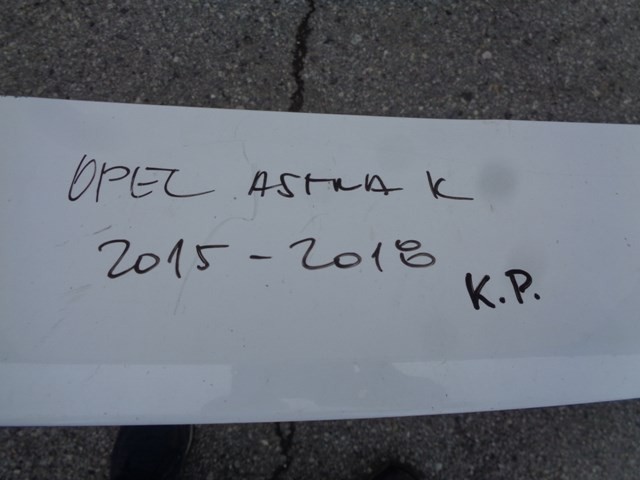 OPEL ASTRA K
2015 - 2018
K.P.